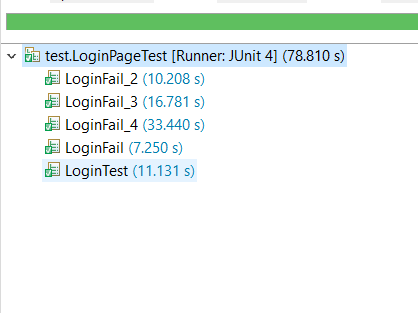 test.LoginPageTest [Runner: JUnit 4] (78.810 s)
LoginFail_2 (10.208 s)
LoginFail_3 (16.781 s)
LoginFail_4 (33.440 s)
LoginFail (7.250 s)
LoginTest (11.131 s)